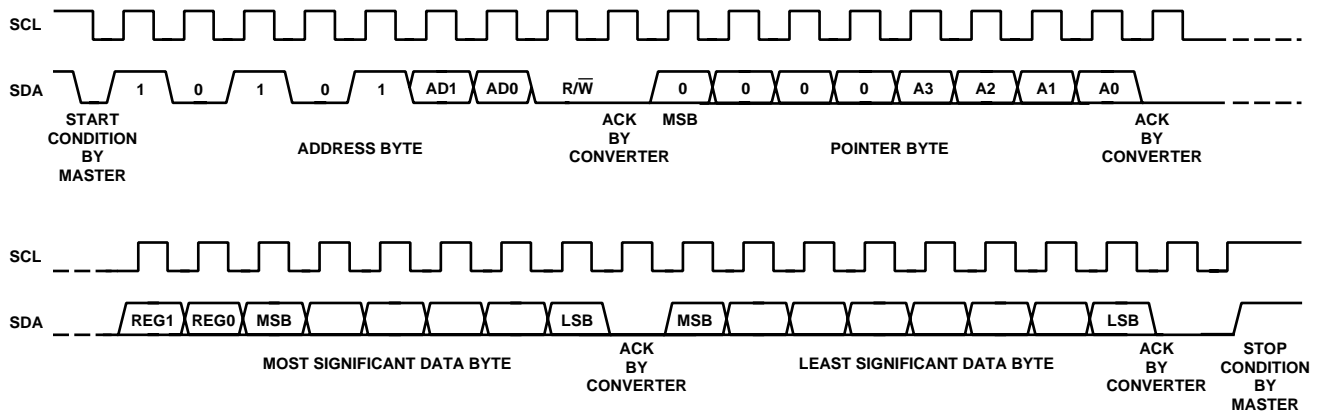 SCL
SDA 1 0 1 0 1 AD1 AD0 R/W̅ 0 0 0 0 A3 A2 A1 A0
START CONDITION BY MASTER
ADDRESS BYTE
ACK BY CONVERTER
MSB
POINTER BYTE
ACK BY CONVERTER
SCL
SDA REG1 REG0 MSB LSB MSB LSB
MOST SIGNIFICANT DATA BYTE
ACK BY CONVERTER
LEAST SIGNIFICANT DATA BYTE
ACK BY CONVERTER
STOP CONDITION BY MASTER